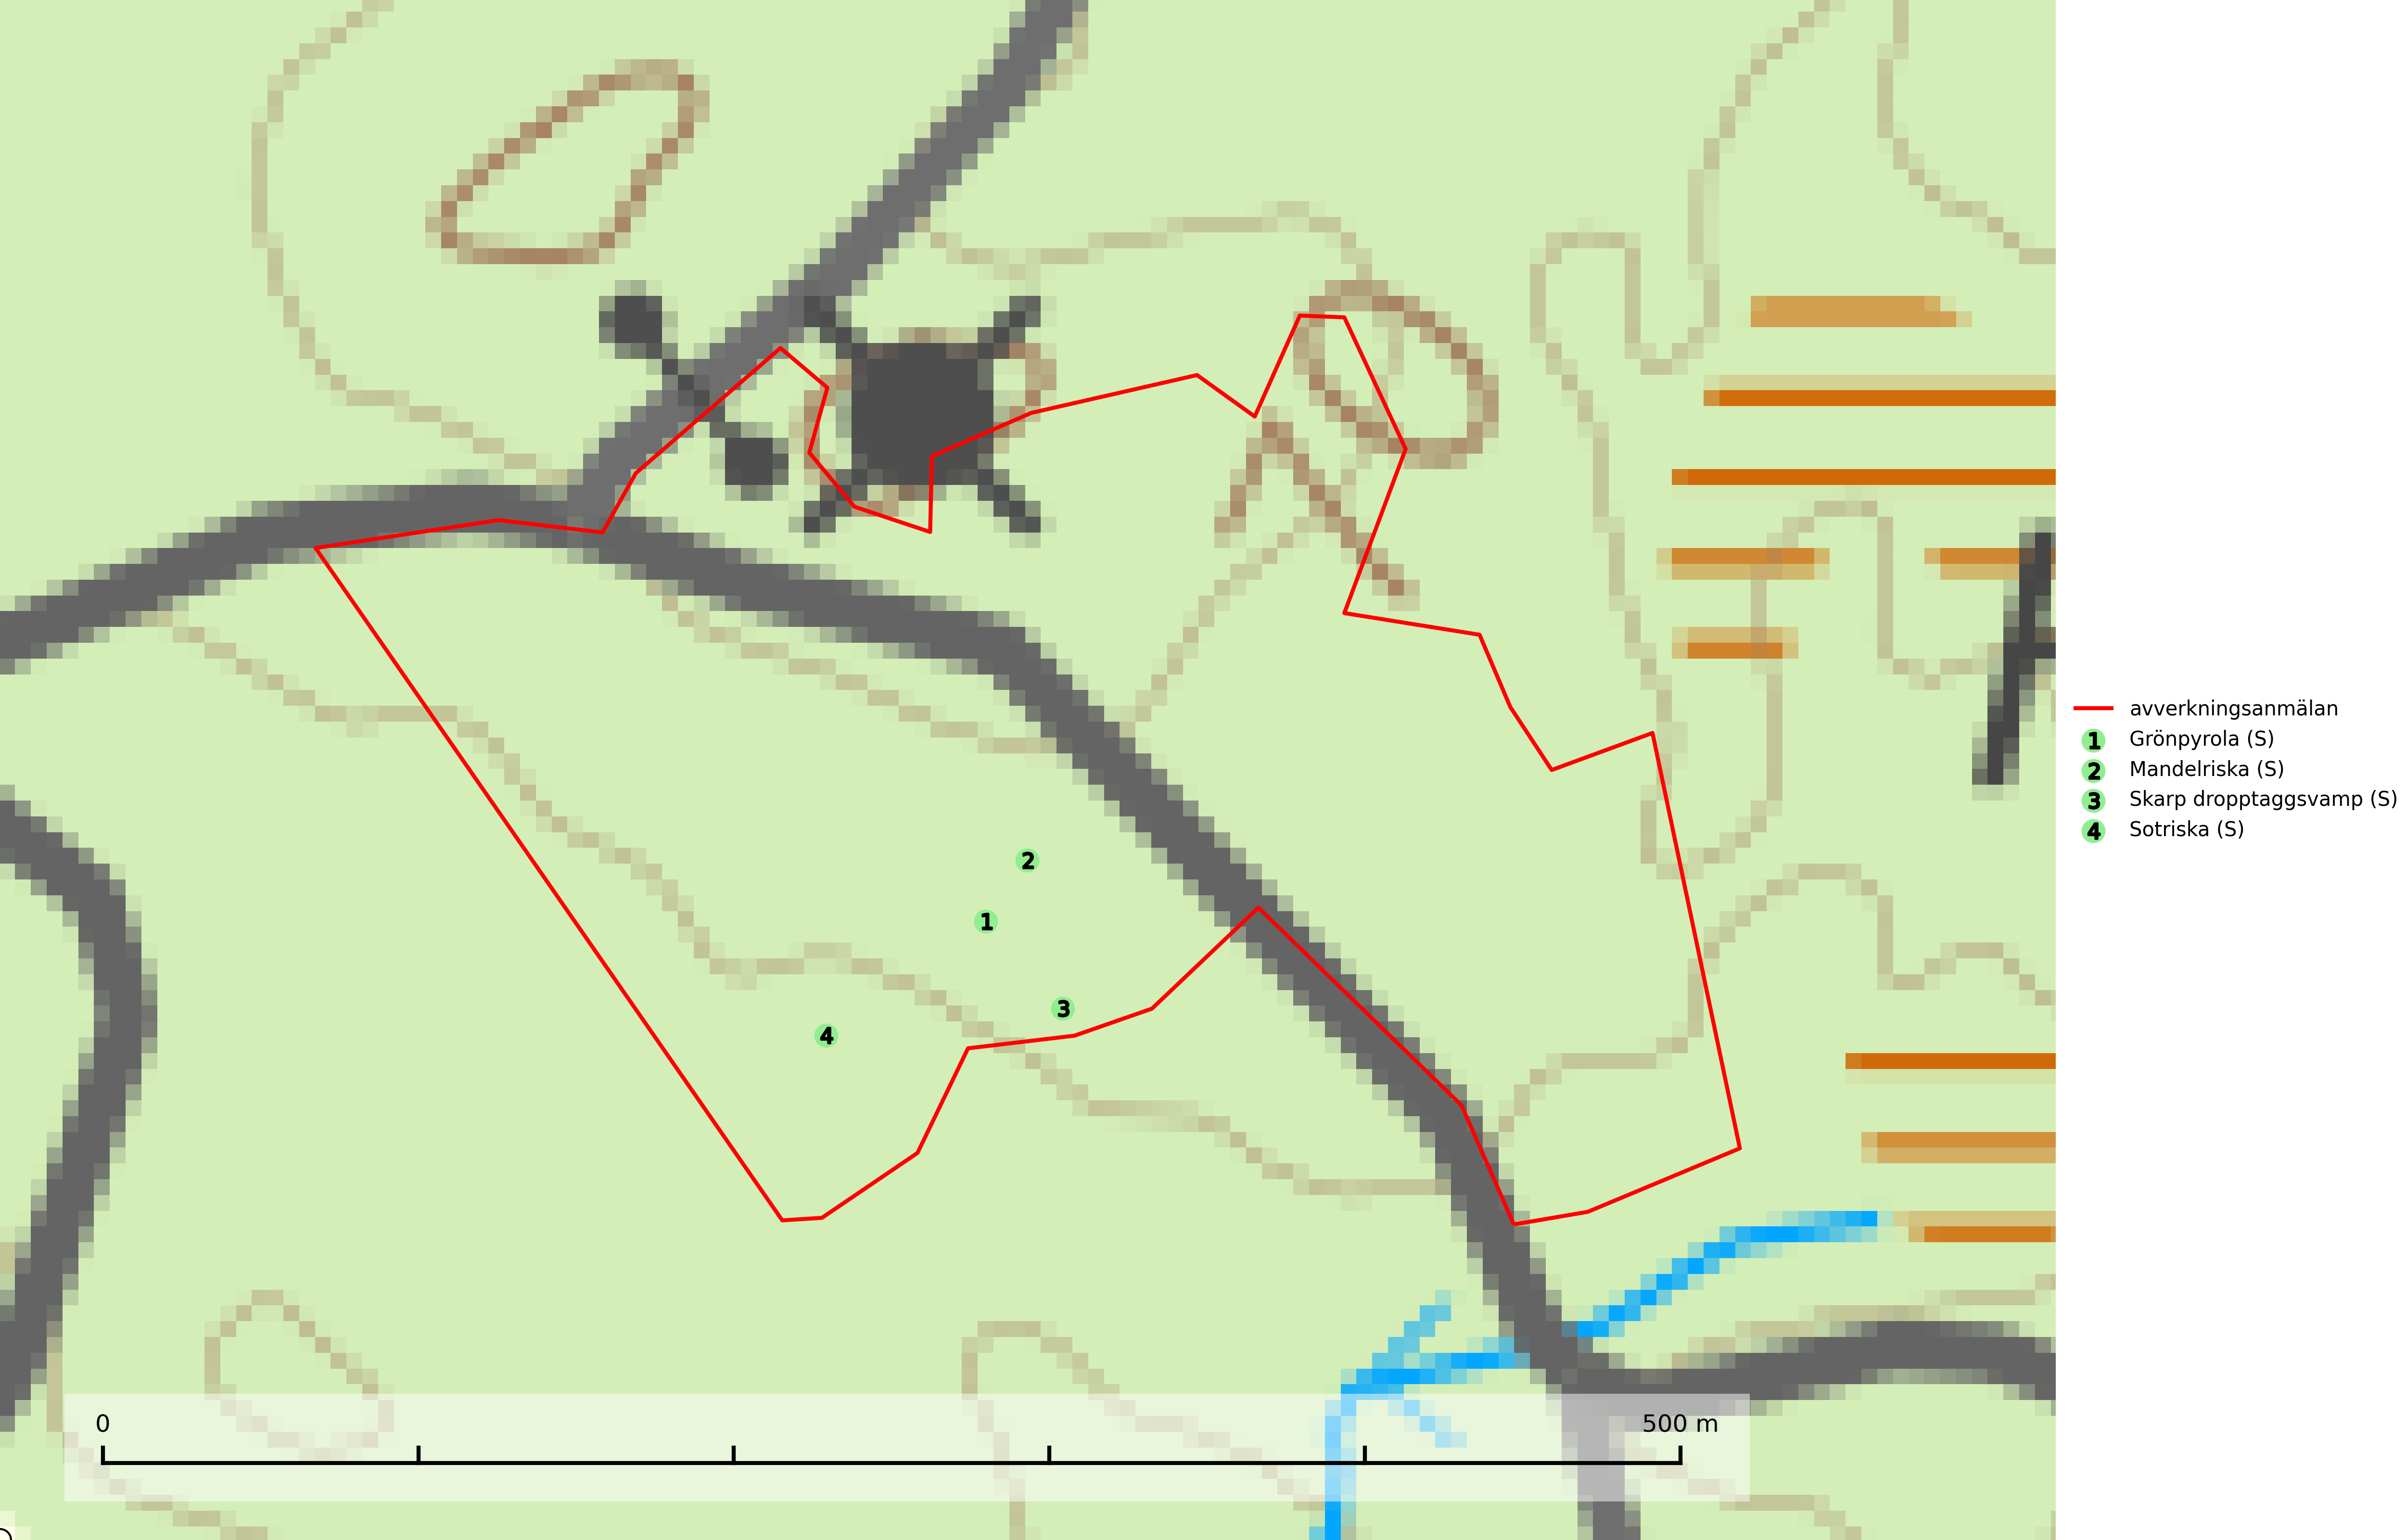 avverkningsanmälan
1 Grönpyrola (S)
2 Mandelriska (S)
3 Skarp dropptaggsvamp (S)
4 Sotriska (S)
2
1
3
4
0 500 m